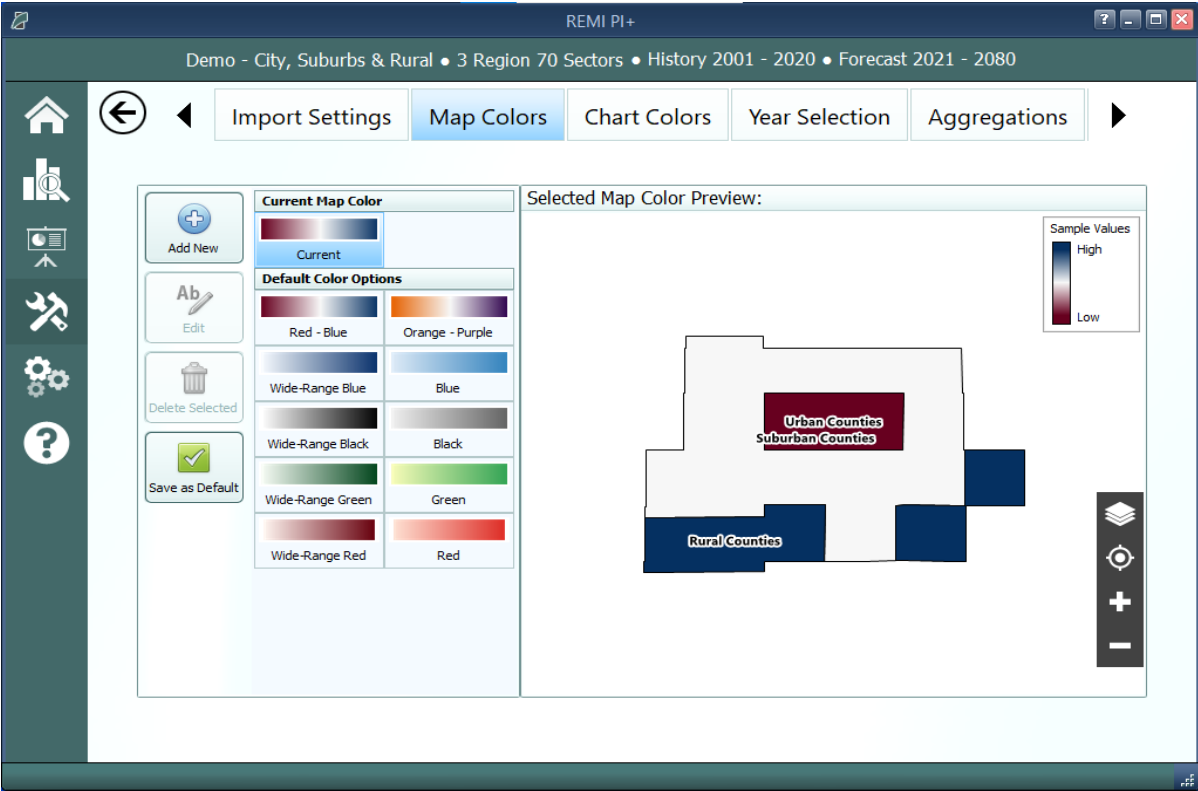 REMI PI+
Demo - City, Suburbs & Rural ● 3 Region 70 Sectors ● History 2001 - 2020 ● Forecast 2021 - 2080
Import Settings
Map Colors
Chart Colors
Year Selection
Aggregations
Add New
Ab
Edit
Delete Selected
Save as Default
Current Map Color
Current
Default Color Options
Red - Blue
Orange - Purple
Wide-Range Blue
Blue
Wide-Range Black
Black
Wide-Range Green
Green
Wide-Range Red
Red
Selected Map Color Preview:
Sample Values
High
Low
Urban Counties
Suburban Counties
Rural Counties